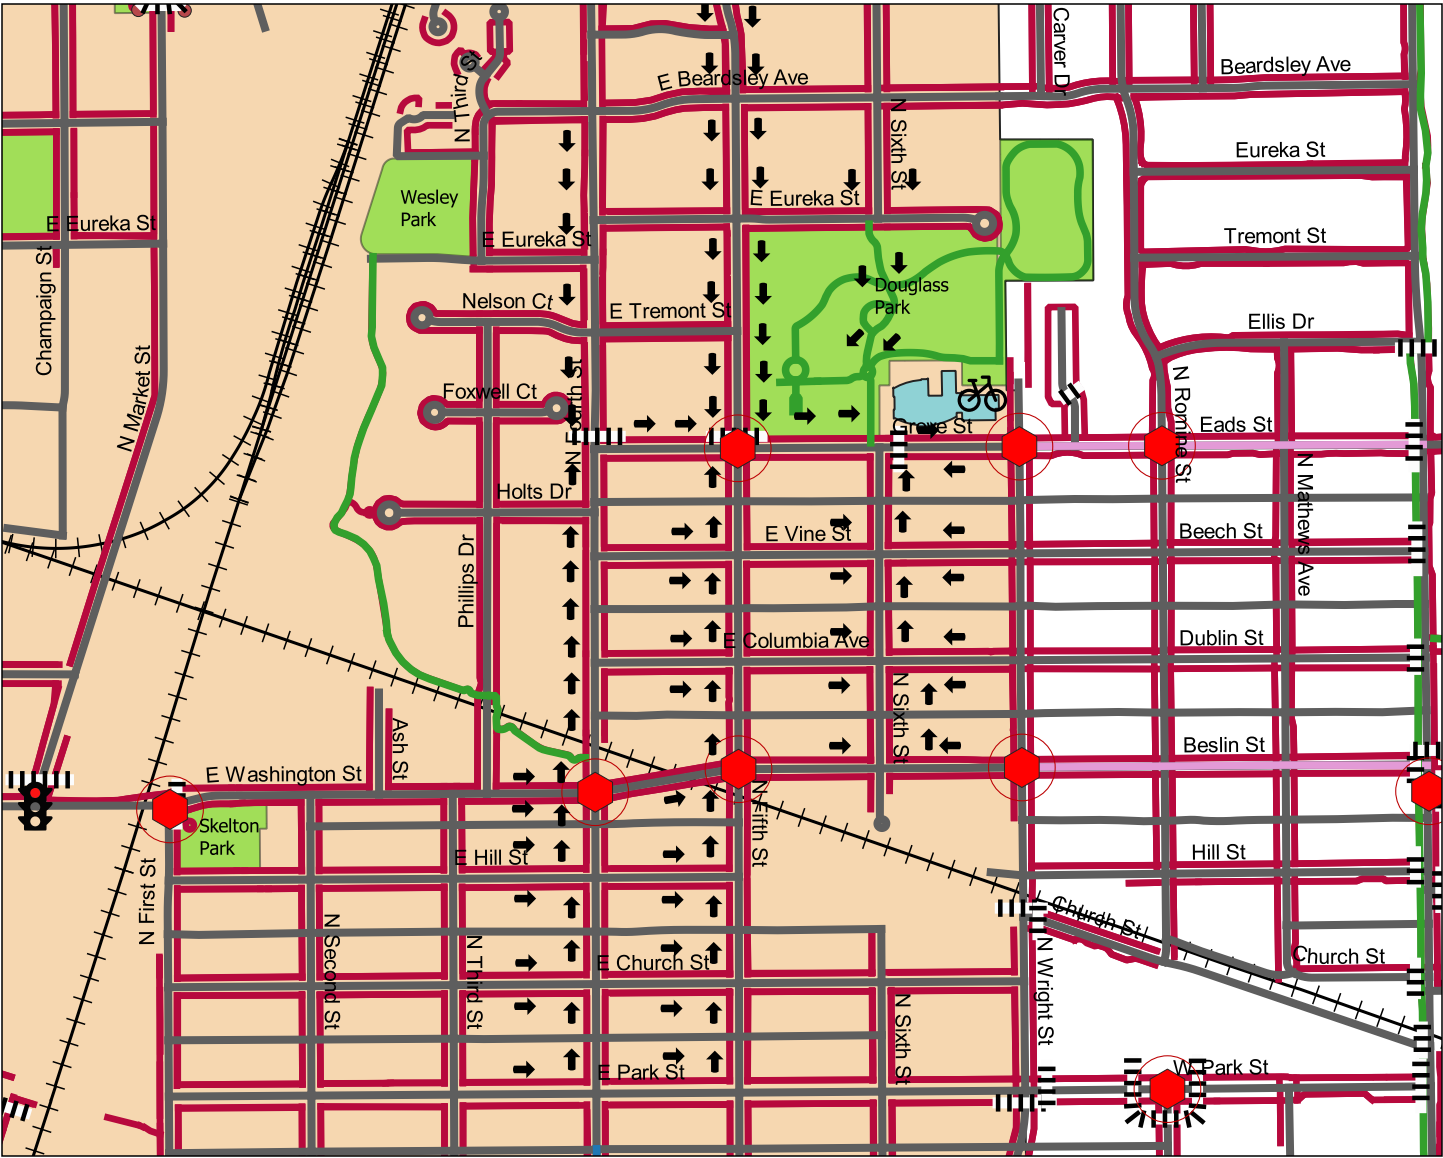 Carver Dr
Beardsley Ave
E Beardsley Ave
N Third St
N Sixth St
Eureka St
Wesley
Park
E Eureka St
E Eureka St
E Eureka St
Tremont St
Champaign St
Nelson Ct
E Tremont St
Douglass
Park
Ellis Dr
N Market St
Foxwell Ct
N Fourth St
Grove St
N Romine St
Eads St
Holts Dr
E Vine St
Beech St
N Mathews Ave
Phillips Dr
E Columbia Ave
Dublin St
N Sixth St
Ash St
Beslin St
E Washington St
Skelton
Park
N Fifth St
E Hill St
Hill St
N First St
N Second St
N Third St
E Church St
Church St
Church St
N Wright St
N Sixth St
E Park St
W Park St